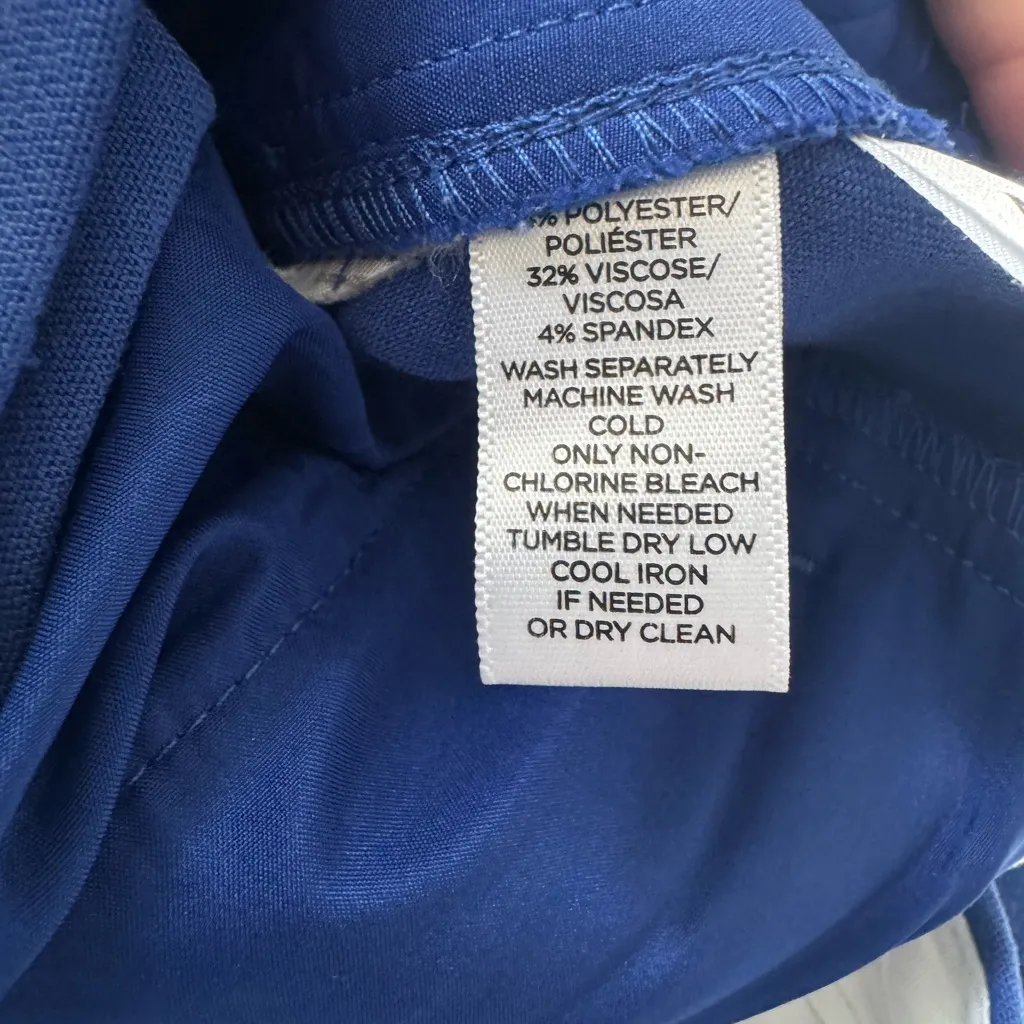 % POLYESTER/
POLIÉSTER
32% VISCOSE/
VISCOSA
4% SPANDEX
WASH SEPARATELY
MACHINE WASH
COLD
ONLY NON-
CHLORINE BLEACH
WHEN NEEDED
TUMBLE DRY LOW
COOL IRON
IF NEEDED
OR DRY CLEAN